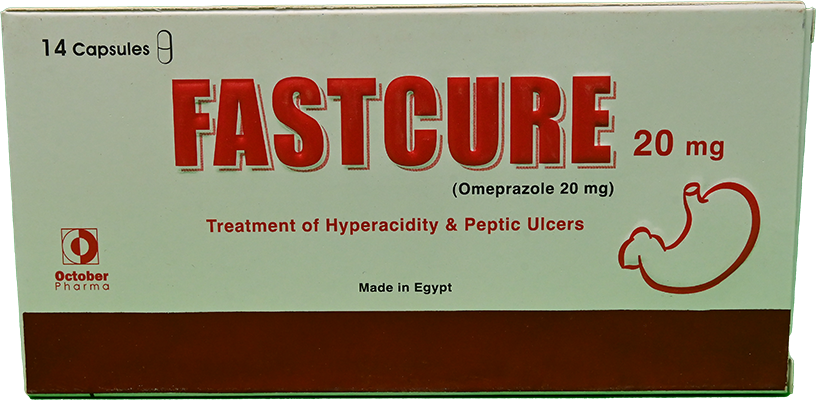 14 Capsules
FASTCURE 20 mg
(Omeprazole 20 mg)
Treatment of Hyperacidity & Peptic Ulcers
October
Pharma
Made in Egypt